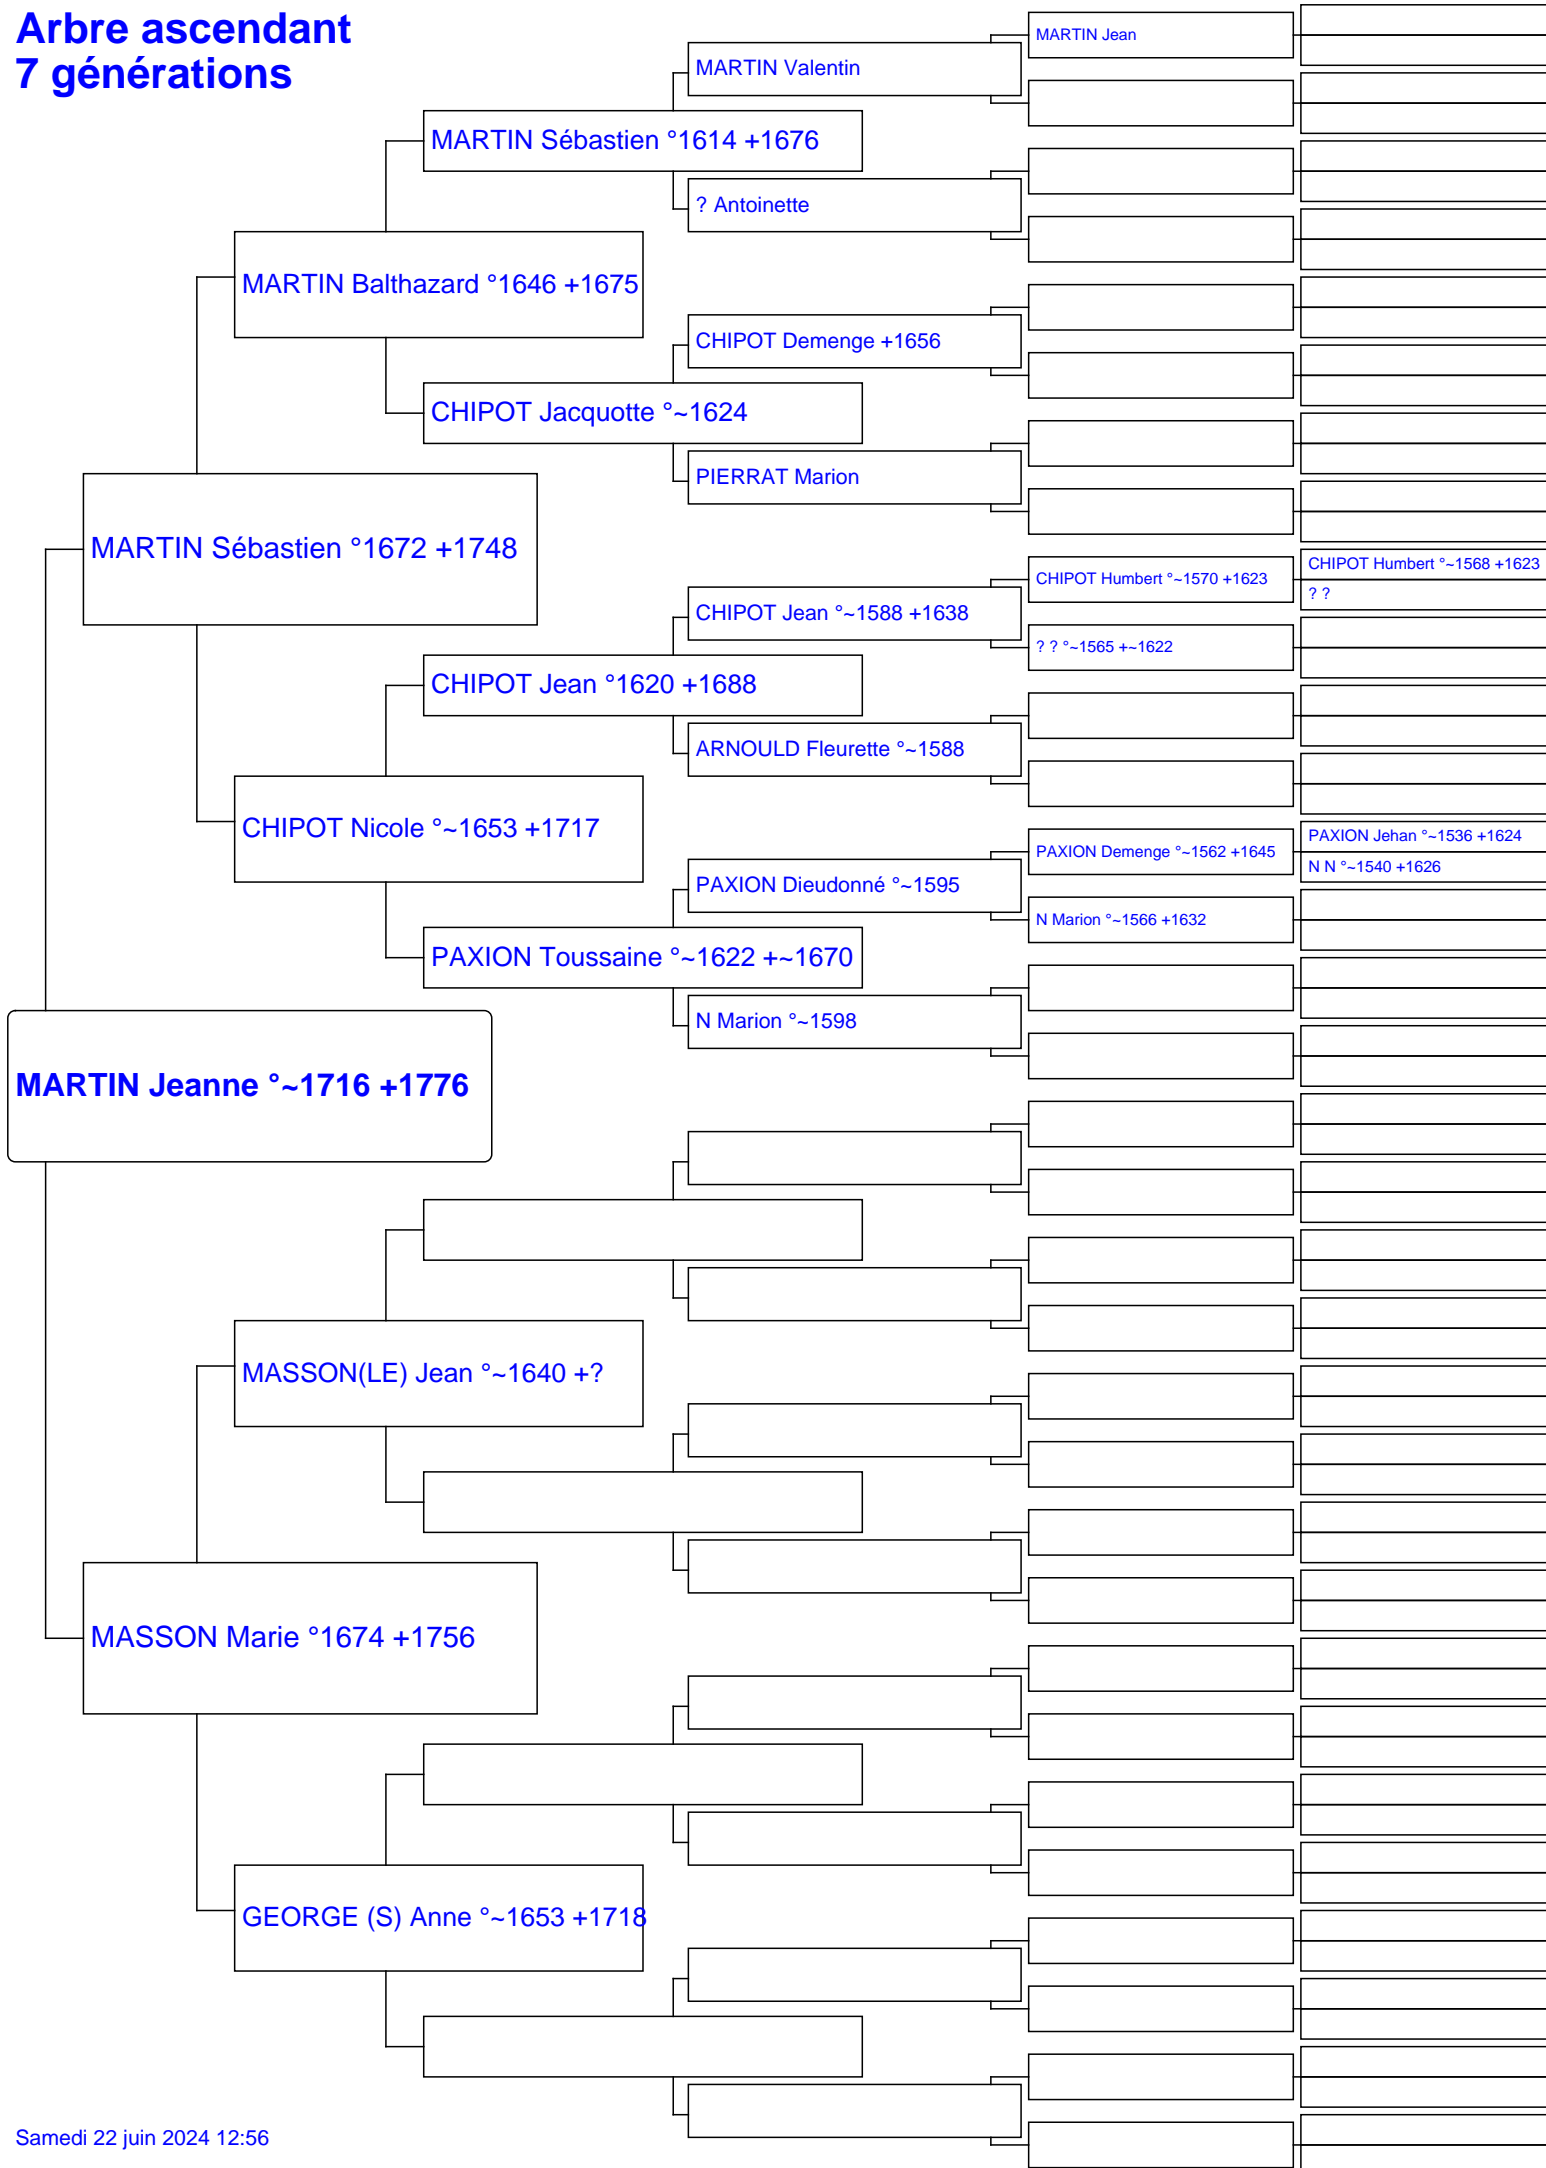 Arbre ascendant
7 générations
MARTIN Jean
MARTIN Valentin
MARTIN Sébastien °1614 +1676
? Antoinette
MARTIN Balthazard °1646 +1675
CHIPOT Demenge +1656
CHIPOT Jacquotte °~1624
PIERRAT Marion
MARTIN Sébastien °1672 +1748
CHIPOT Humbert °~1568 +1623
CHIPOT Humbert °~1570 +1623
? ?
CHIPOT Jean °~1588 +1638
? ? °~1565 +~1622
CHIPOT Jean °1620 +1688
ARNOULD Fleurette °~1588
CHIPOT Nicole °~1653 +1717
PAXION Jehan °~1536 +1624
PAXION Demenge °~1562 +1645
N N °~1540 +1626
PAXION Dieudonné °~1595
N Marion °~1566 +1632
PAXION Toussaine °~1622 +~1670
N Marion °~1598
MARTIN Jeanne °~1716 +1776
MASSON(LE) Jean °~1640 +?
MASSON Marie °1674 +1756
GEORGE (S) Anne °~1653 +1718
Samedi 22 juin 2024 12:56